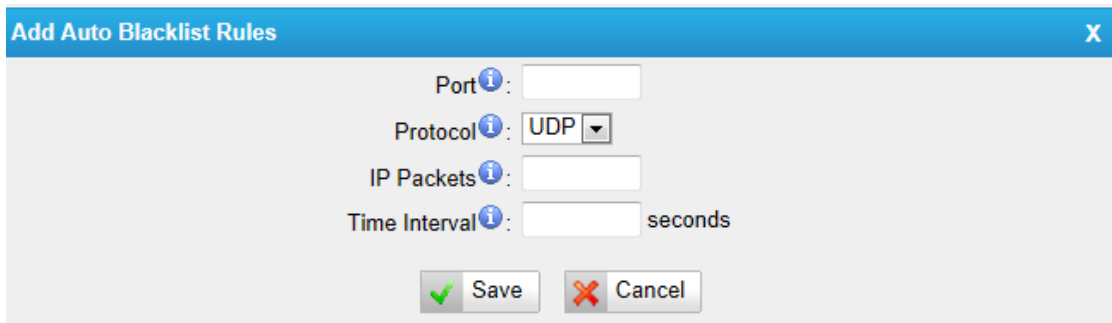 Add Auto Blacklist Rules X
Port i :
Protocol i : UDP
IP Packets i :
Time Interval i : seconds
Save Cancel